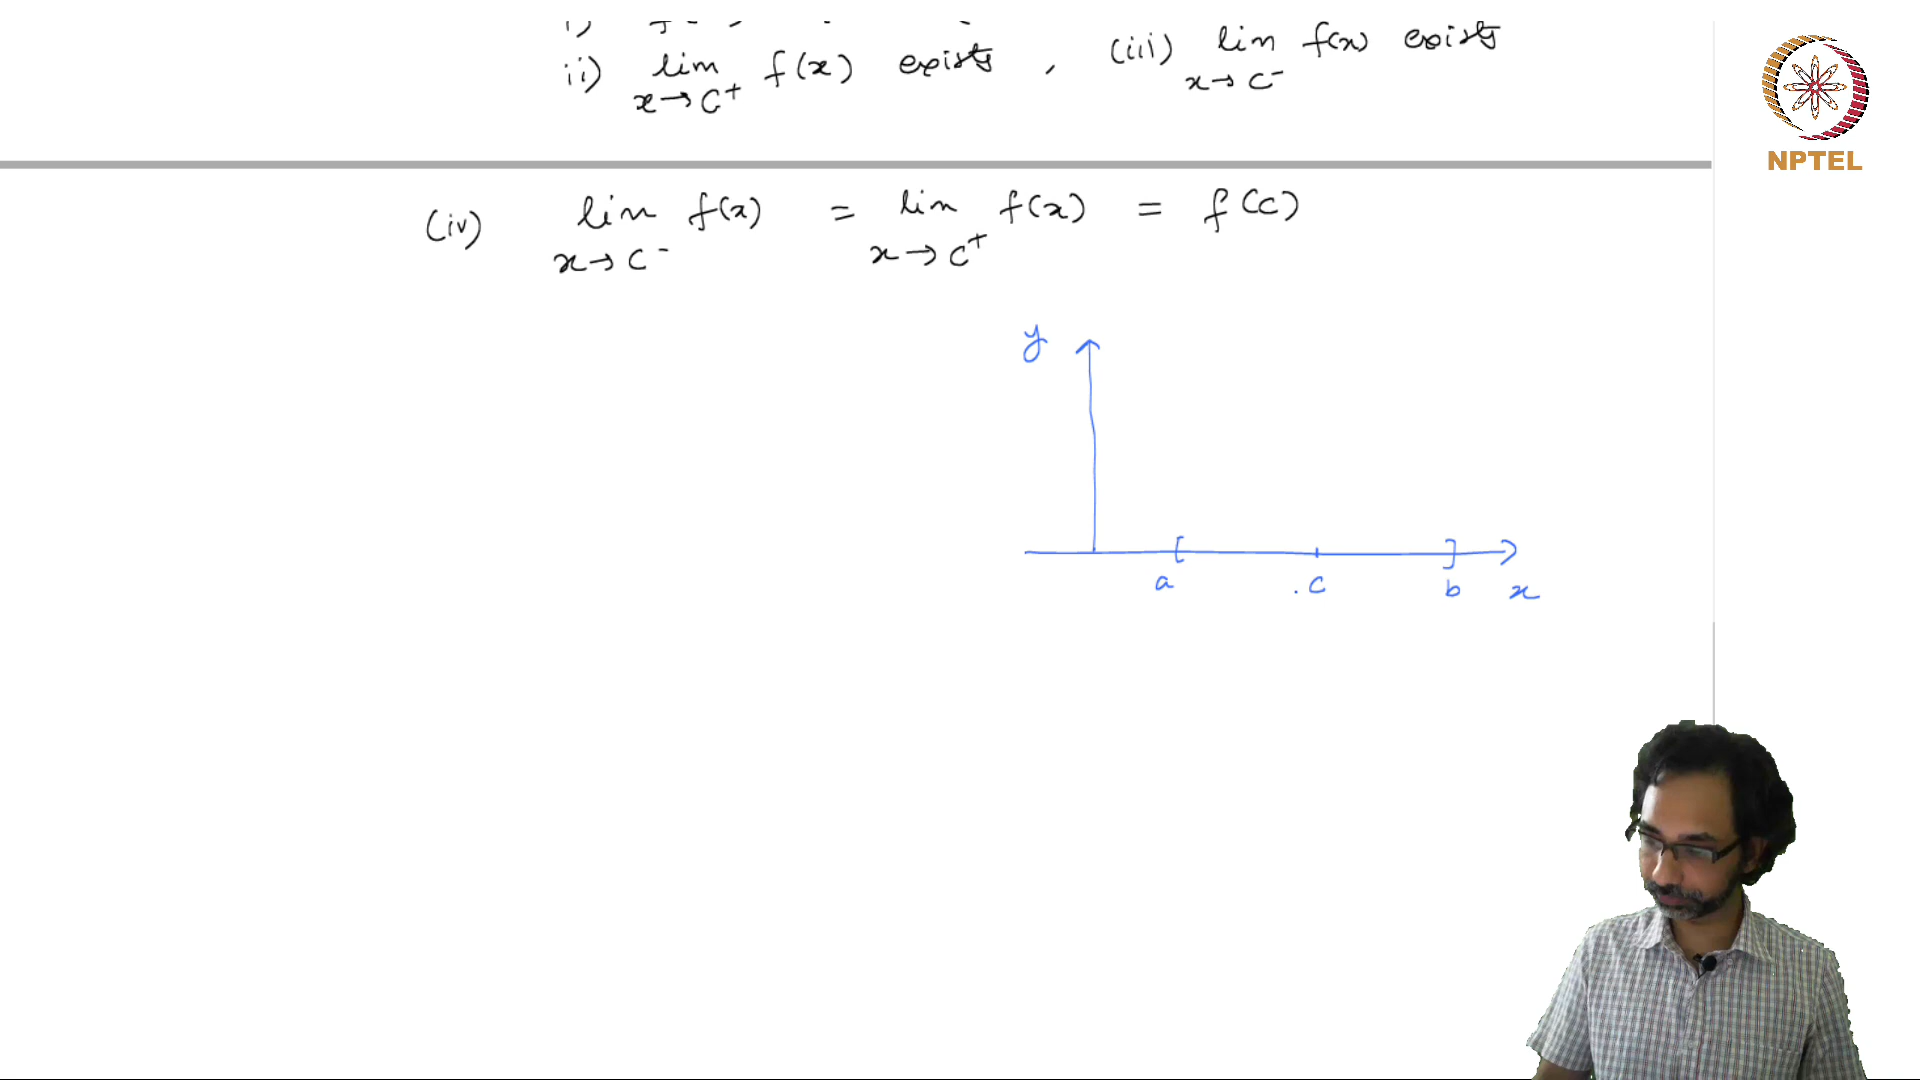 ii) lim x→c⁺ f(x) exists , (iii) lim x→c⁻ f(x) exists
NPTEL
(iv) lim x→c⁻ f(x) = lim x→c⁺ f(x) = f(c)
y
a .c b x